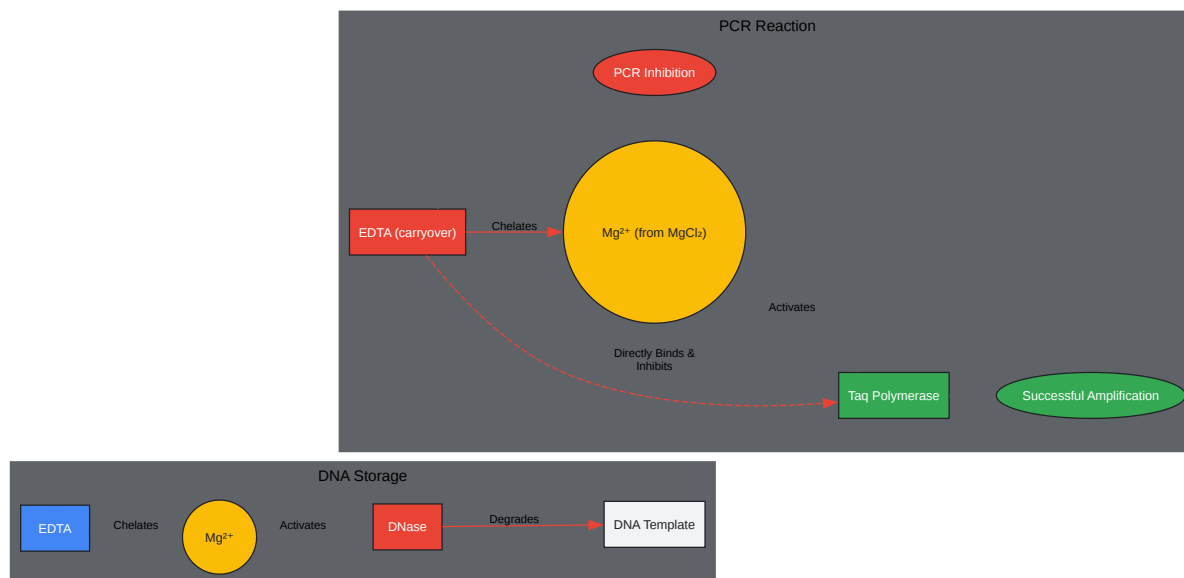 PCR Reaction
PCR Inhibition
EDTA (carryover)
Chelates
Mg²⁺ (from MgCl₂)
Activates
Directly Binds &
Inhibits
Taq Polymerase
Successful Amplification
DNA Storage
EDTA
Chelates
Mg²⁺
Activates
DNase
Degrades
DNA Template